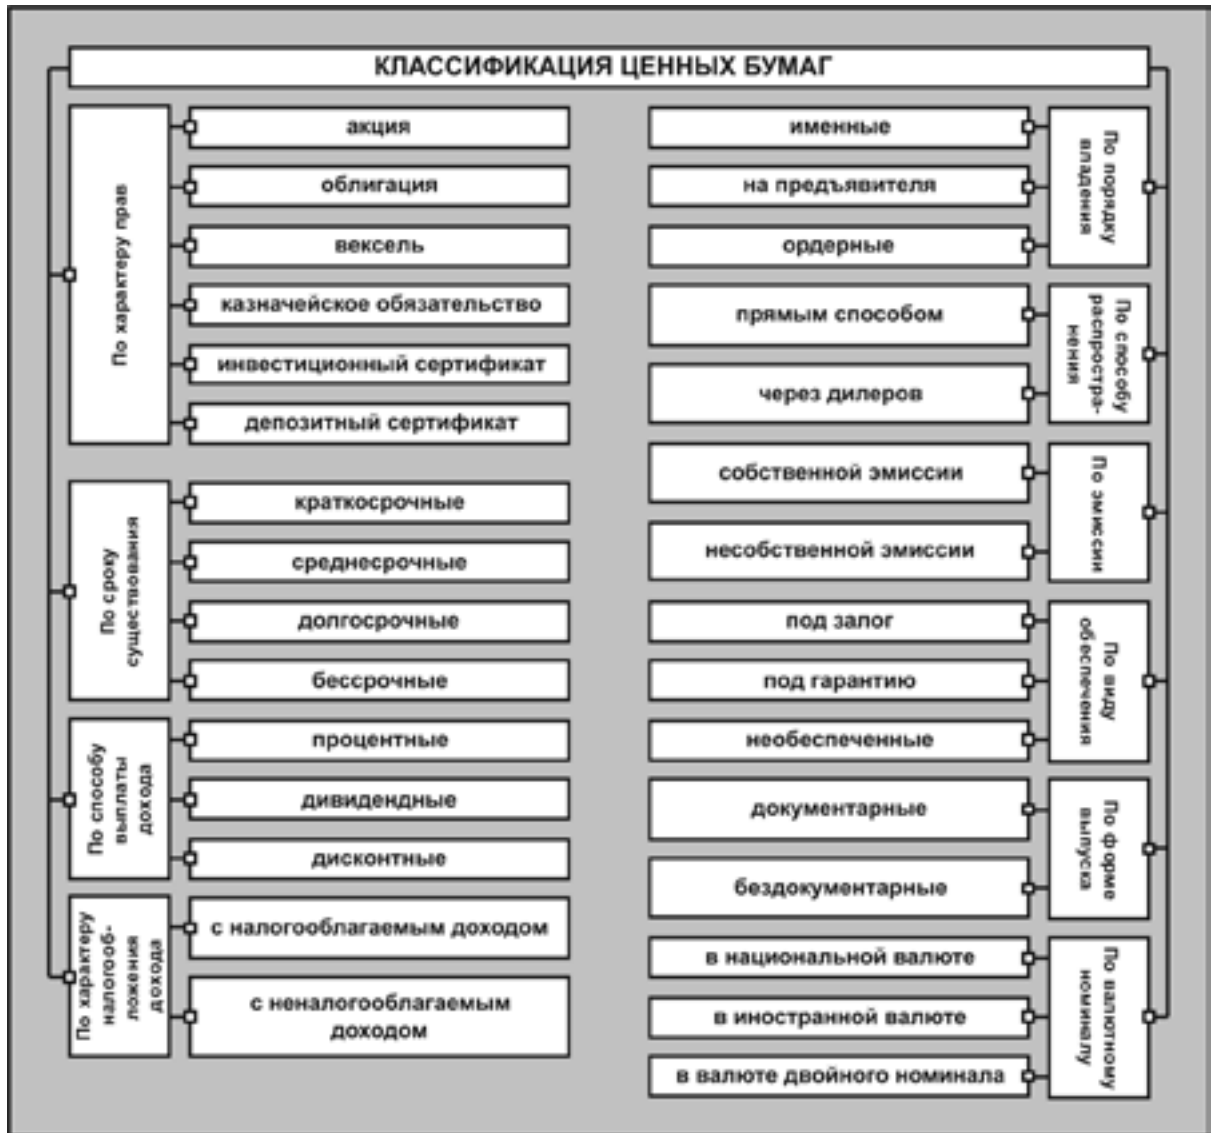 КЛАССИФИКАЦИЯ ЦЕННЫХ БУМАГ
По характеру прав
акция
облигация
вексель
казначейское обязательство
инвестиционный сертификат
депозитный сертификат
По сроку
существования
краткосрочные
среднесрочные
долгосрочные
бессрочные
По способу
выплаты
дохода
процентные
дивидендные
дисконтные
По характеру
налогооб-
ложения
дохода
с налогооблагаемым доходом
с неналогооблагаемым
доходом
По порядку
владения
именные
на предъявителя
ордерные
По способу
распростра-
нения
прямым способом
через дилеров
По эмиссии
собственной эмиссии
несобственной эмиссии
По виду
обеспечения
под залог
под гарантию
необеспеченные
По форме
выпуска
документарные
бездокументарные
По валютному
номиналу
в национальной валюте
в иностранной валюте
в валюте двойного номинала